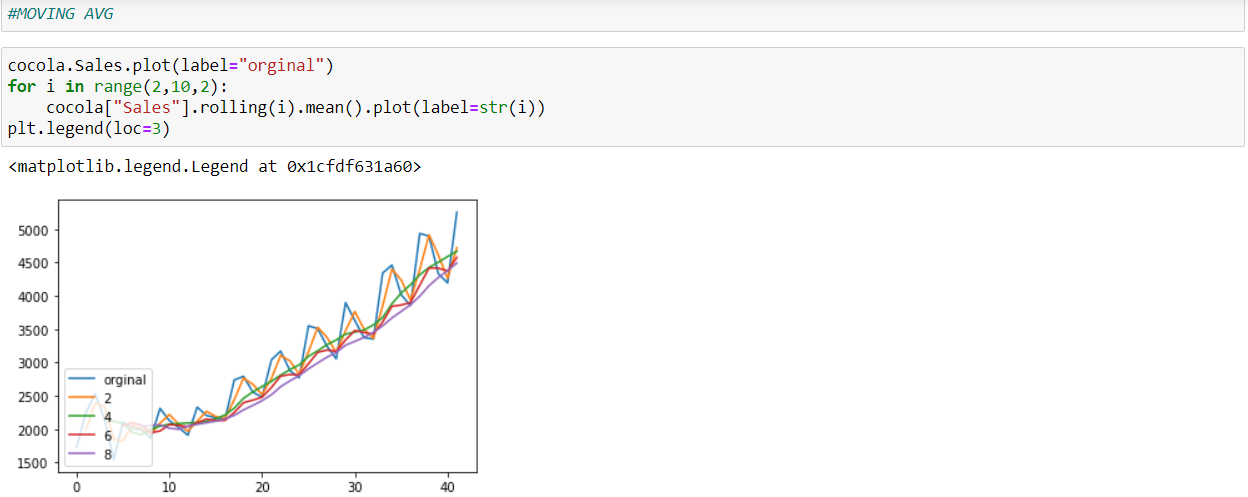 #MOVING AVG
cocola.Sales.plot(label="orginal")
for i in range(2,10,2):
    cocola["Sales"].rolling(i).mean().plot(label=str(i))
plt.legend(loc=3)
<matplotlib.legend.Legend at 0x1cfdf631a60>
5000
4500
4000
3500
3000
2500
2000
1500
orginal
2
4
6
8
0 10 20 30 40